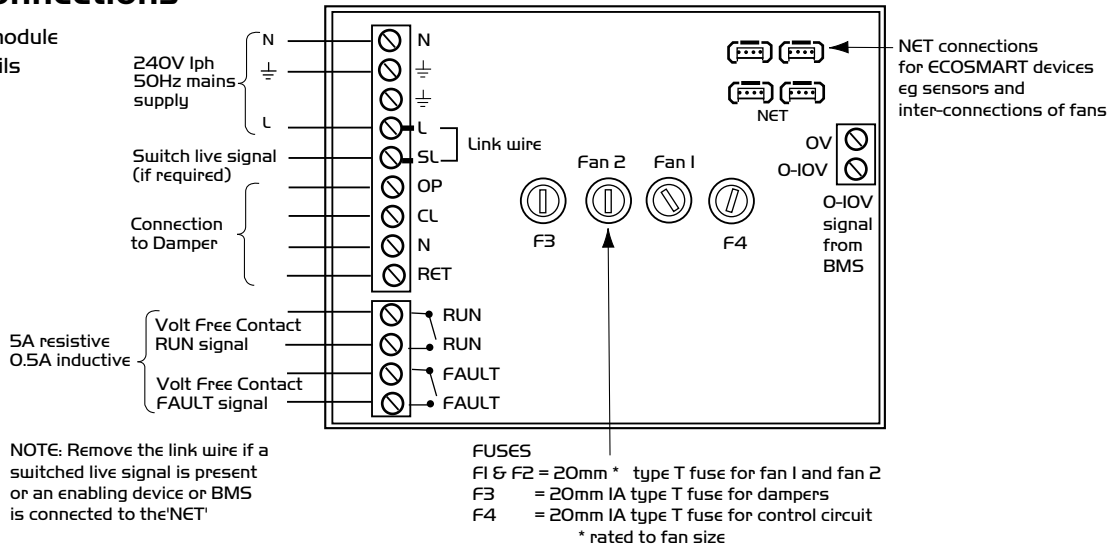 onnections
nodule
ils
240V 1ph
50Hz mains
supply
N
L
Switch live signal
(if required)
Connection
to Damper
5A resistive
0.5A inductive
Volt Free Contact
RUN signal
Volt Free Contact
FAULT signal
N
L
SL
OP
CL
N
RET
RUN
RUN
FAULT
FAULT
Link wire
Fan 2
Fan 1
F3
F4
NET
NET connections
for ECOSMART devices
eg sensors and
inter-connections of fans
0V
0-10V
0-10V
signal
from
BMS
NOTE: Remove the link wire if a
switched live signal is present
or an enabling device or BMS
is connected to the'NET'
FUSES
F1 & F2 = 20mm * type T fuse for fan 1 and fan 2
F3 = 20mm 1A type T fuse for dampers
F4 = 20mm 1A type T fuse for control circuit
* rated to fan size